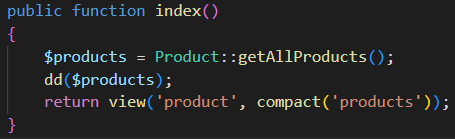 public function index()
{
    $products = Product::getAllProducts();
    dd($products);
    return view('product', compact('products'));
}